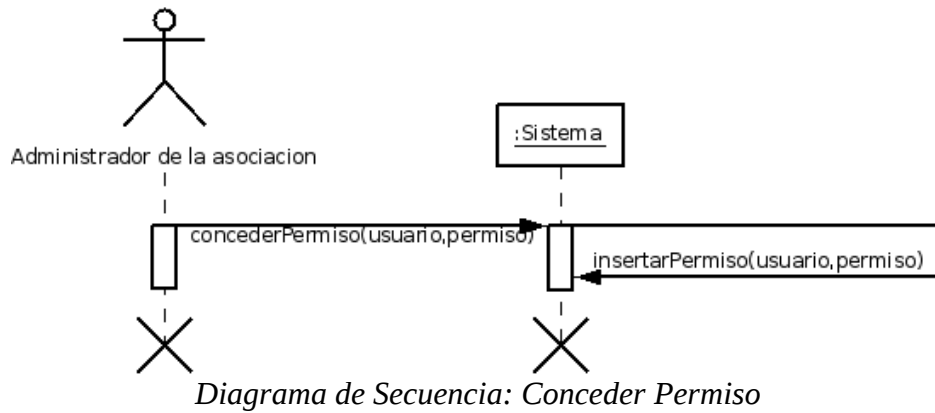 :Sistema
Administrador de la asociacion
concederPermiso(usuario,permiso)
insertarPermiso(usuario,permiso)
Diagrama de Secuencia: Conceder Permiso